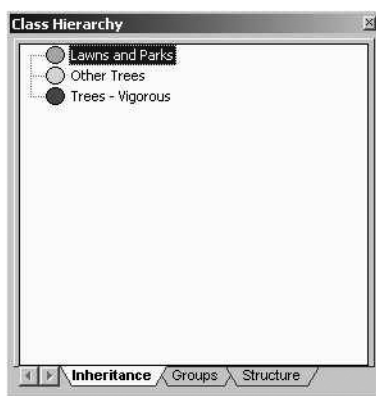 Class Hierarchy
Lawns and Parks
Other Trees
Trees - Vigorous
Inheritance Groups Structure